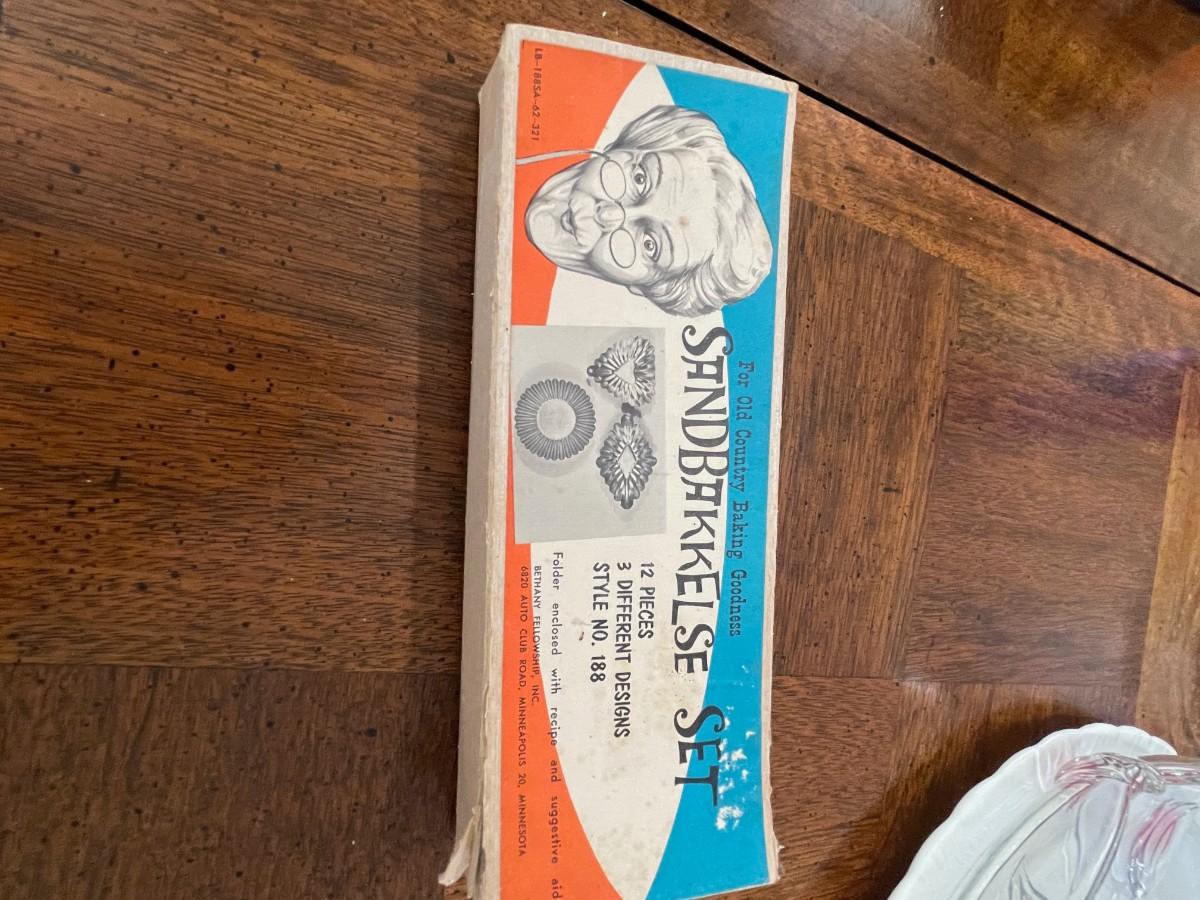 LB-188SA-62-321
For Old Country Baking Goodness
SANDBAKKELSE SET
12 PIECES
3 DIFFERENT DESIGNS
STYLE NO. 188
Folder enclosed with recipe and suggestive aid
BETHANY FELLOWSHIP, INC.
6820 AUTO CLUB ROAD, MINNEAPOLIS 20, MINNESOTA